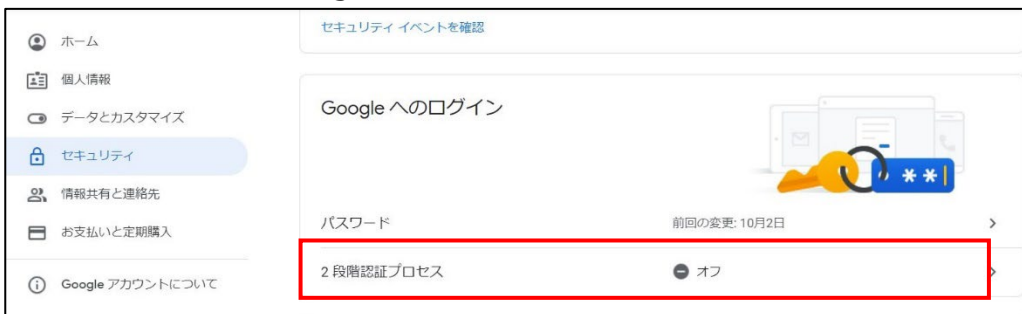 ホーム
個人情報
データとカスタマイズ
セキュリティ
情報共有と連絡先
お支払いと定期購入
Google アカウントについて
セキュリティ イベントを確認
Google へのログイン
**
パスワード 前回の変更: 10月2日
2 段階認証プロセス オフ